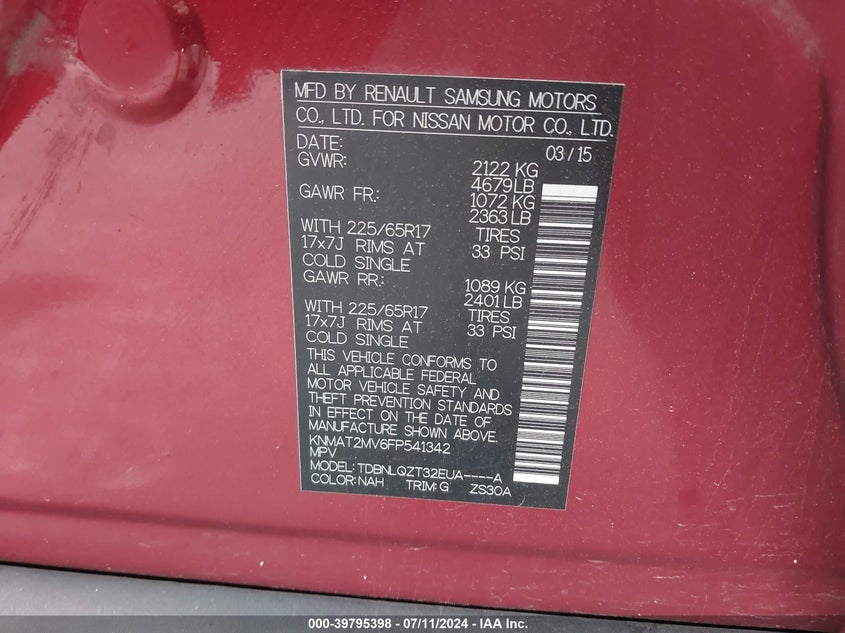 MFD BY RENAULT SAMSUNG MOTORS
CO., LTD. FOR NISSAN MOTOR CO., LTD.
DATE: 03/15
GVWR: 2122 KG
4679LB
GAWR FR.: 1072 KG
2363 LB
WITH 225/65R17 TIRES
17x7J RIMS AT 33 PSI
COLD SINGLE
GAWR RR.: 1089 KG
2401 LB
WITH 225/65R17 TIRES
17x7J RIMS AT 33 PSI
COLD SINGLE
THIS VEHICLE CONFORMS TO
ALL APPLICABLE FEDERAL
MOTOR VEHICLE SAFETY AND
THEFT PREVENTION STANDARDS
IN EFFECT ON THE DATE OF
MANUFACTURE SHOWN ABOVE.
KNMAT2MV6FP541342
MPV
MODEL: TDBNLQZT32EUA----A
COLOR: NAH TRIM: G ZS30A
000-39795398 - 07/11/2024 - IAA Inc.